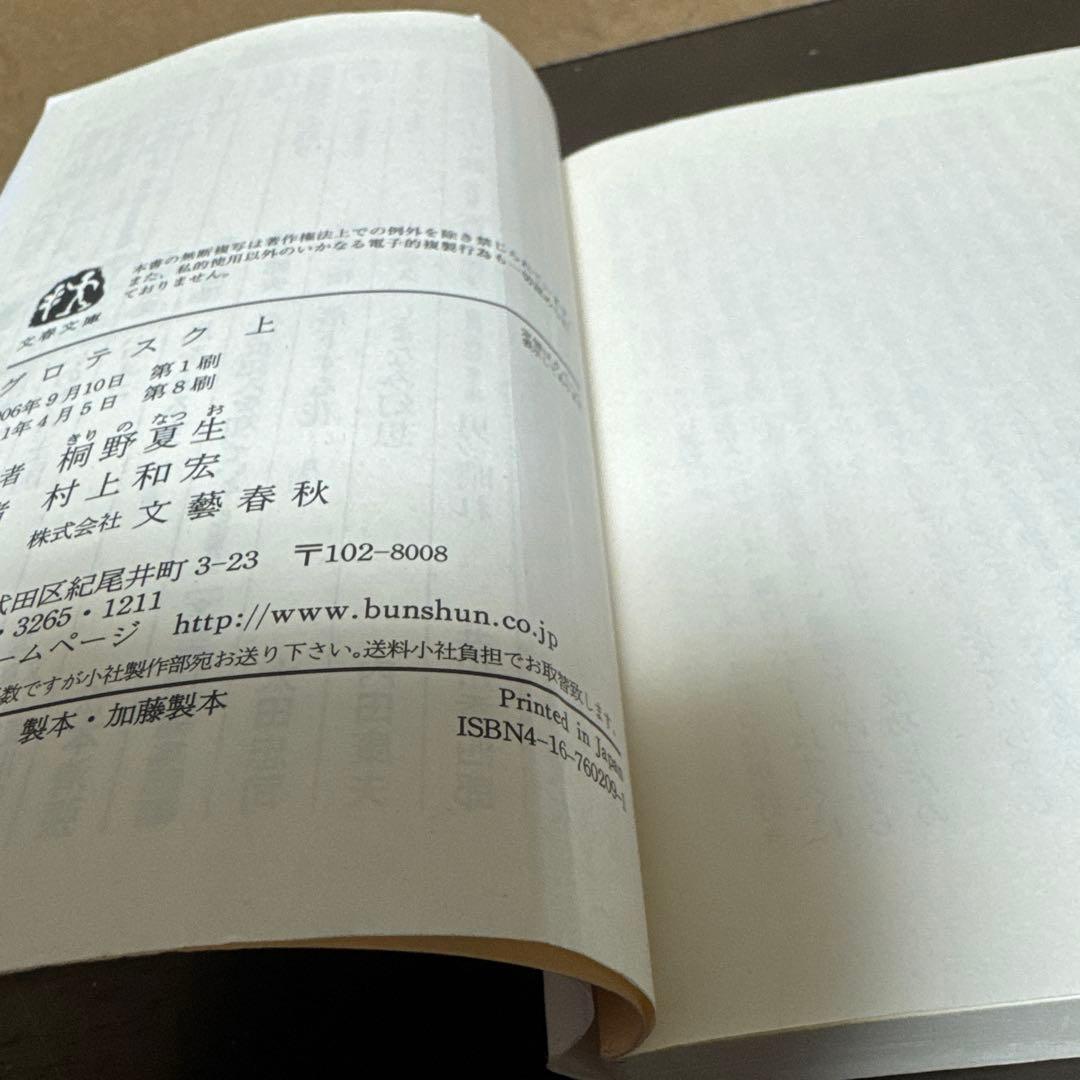 本書の無断複写は著作権法上での例外を除き禁じられて
また、私的使用以外のいかなる電子的複製行為も一切認め
ておりません。
文春文庫
グロテスク 上
06年9月10日 第1刷
1年4月5日 第8刷
きりのなつお
者 桐野夏生
者 村上和宏
株式会社 文藝春秋
代田区紀尾井町 3-23 〒102-8008
・3265・1211
ームページ http://www.bunshun.co.jp
数ですが小社製作部宛お送り下さい。送料小社負担でお取替致します。
製本・加藤製本
Printed in Japan
ISBN4-16-760209-1